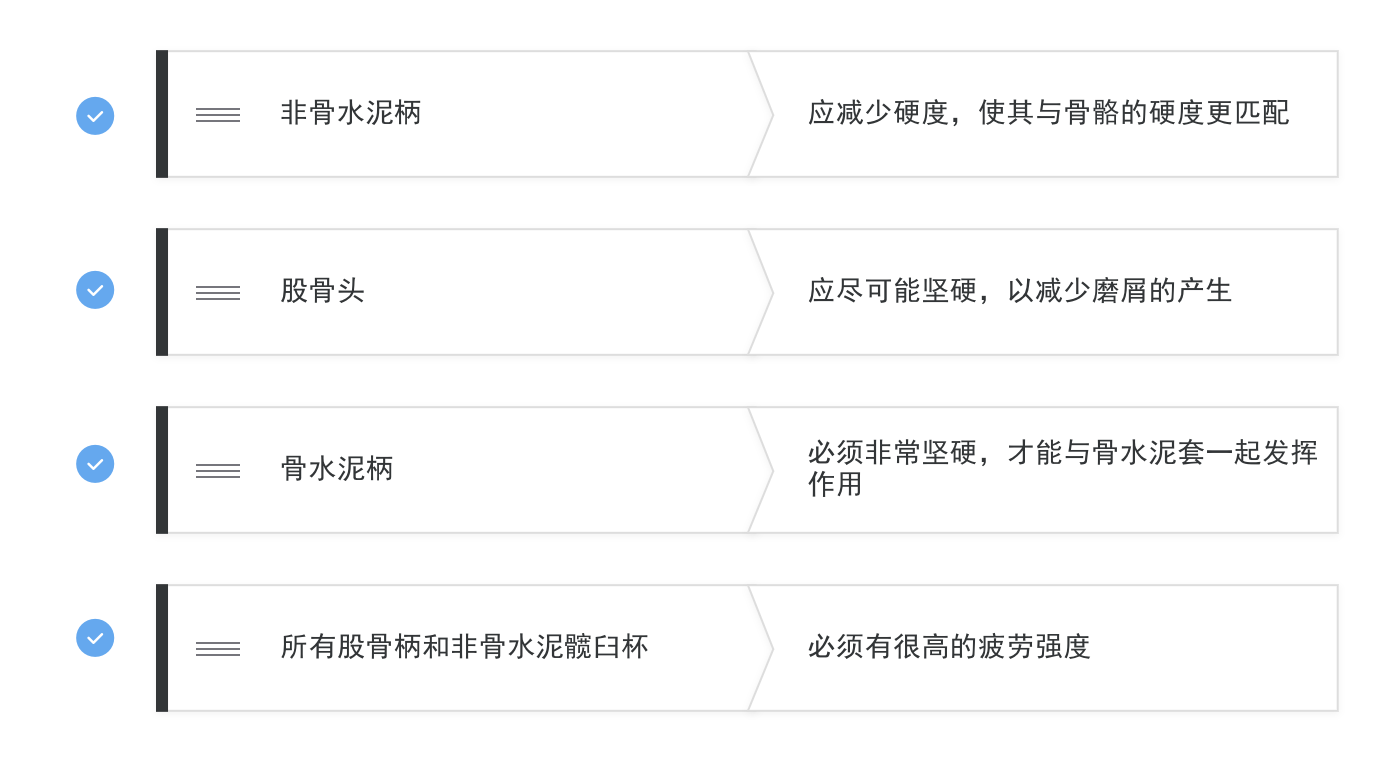 非骨水泥柄
应减少硬度，使其与骨骼的硬度更匹配
股骨头
应尽可能坚硬，以减少磨屑的产生
骨水泥柄
必须非常坚硬，才能与骨水泥套一起发挥
作用
所有股骨柄和非骨水泥髋臼杯
必须有很高的疲劳强度